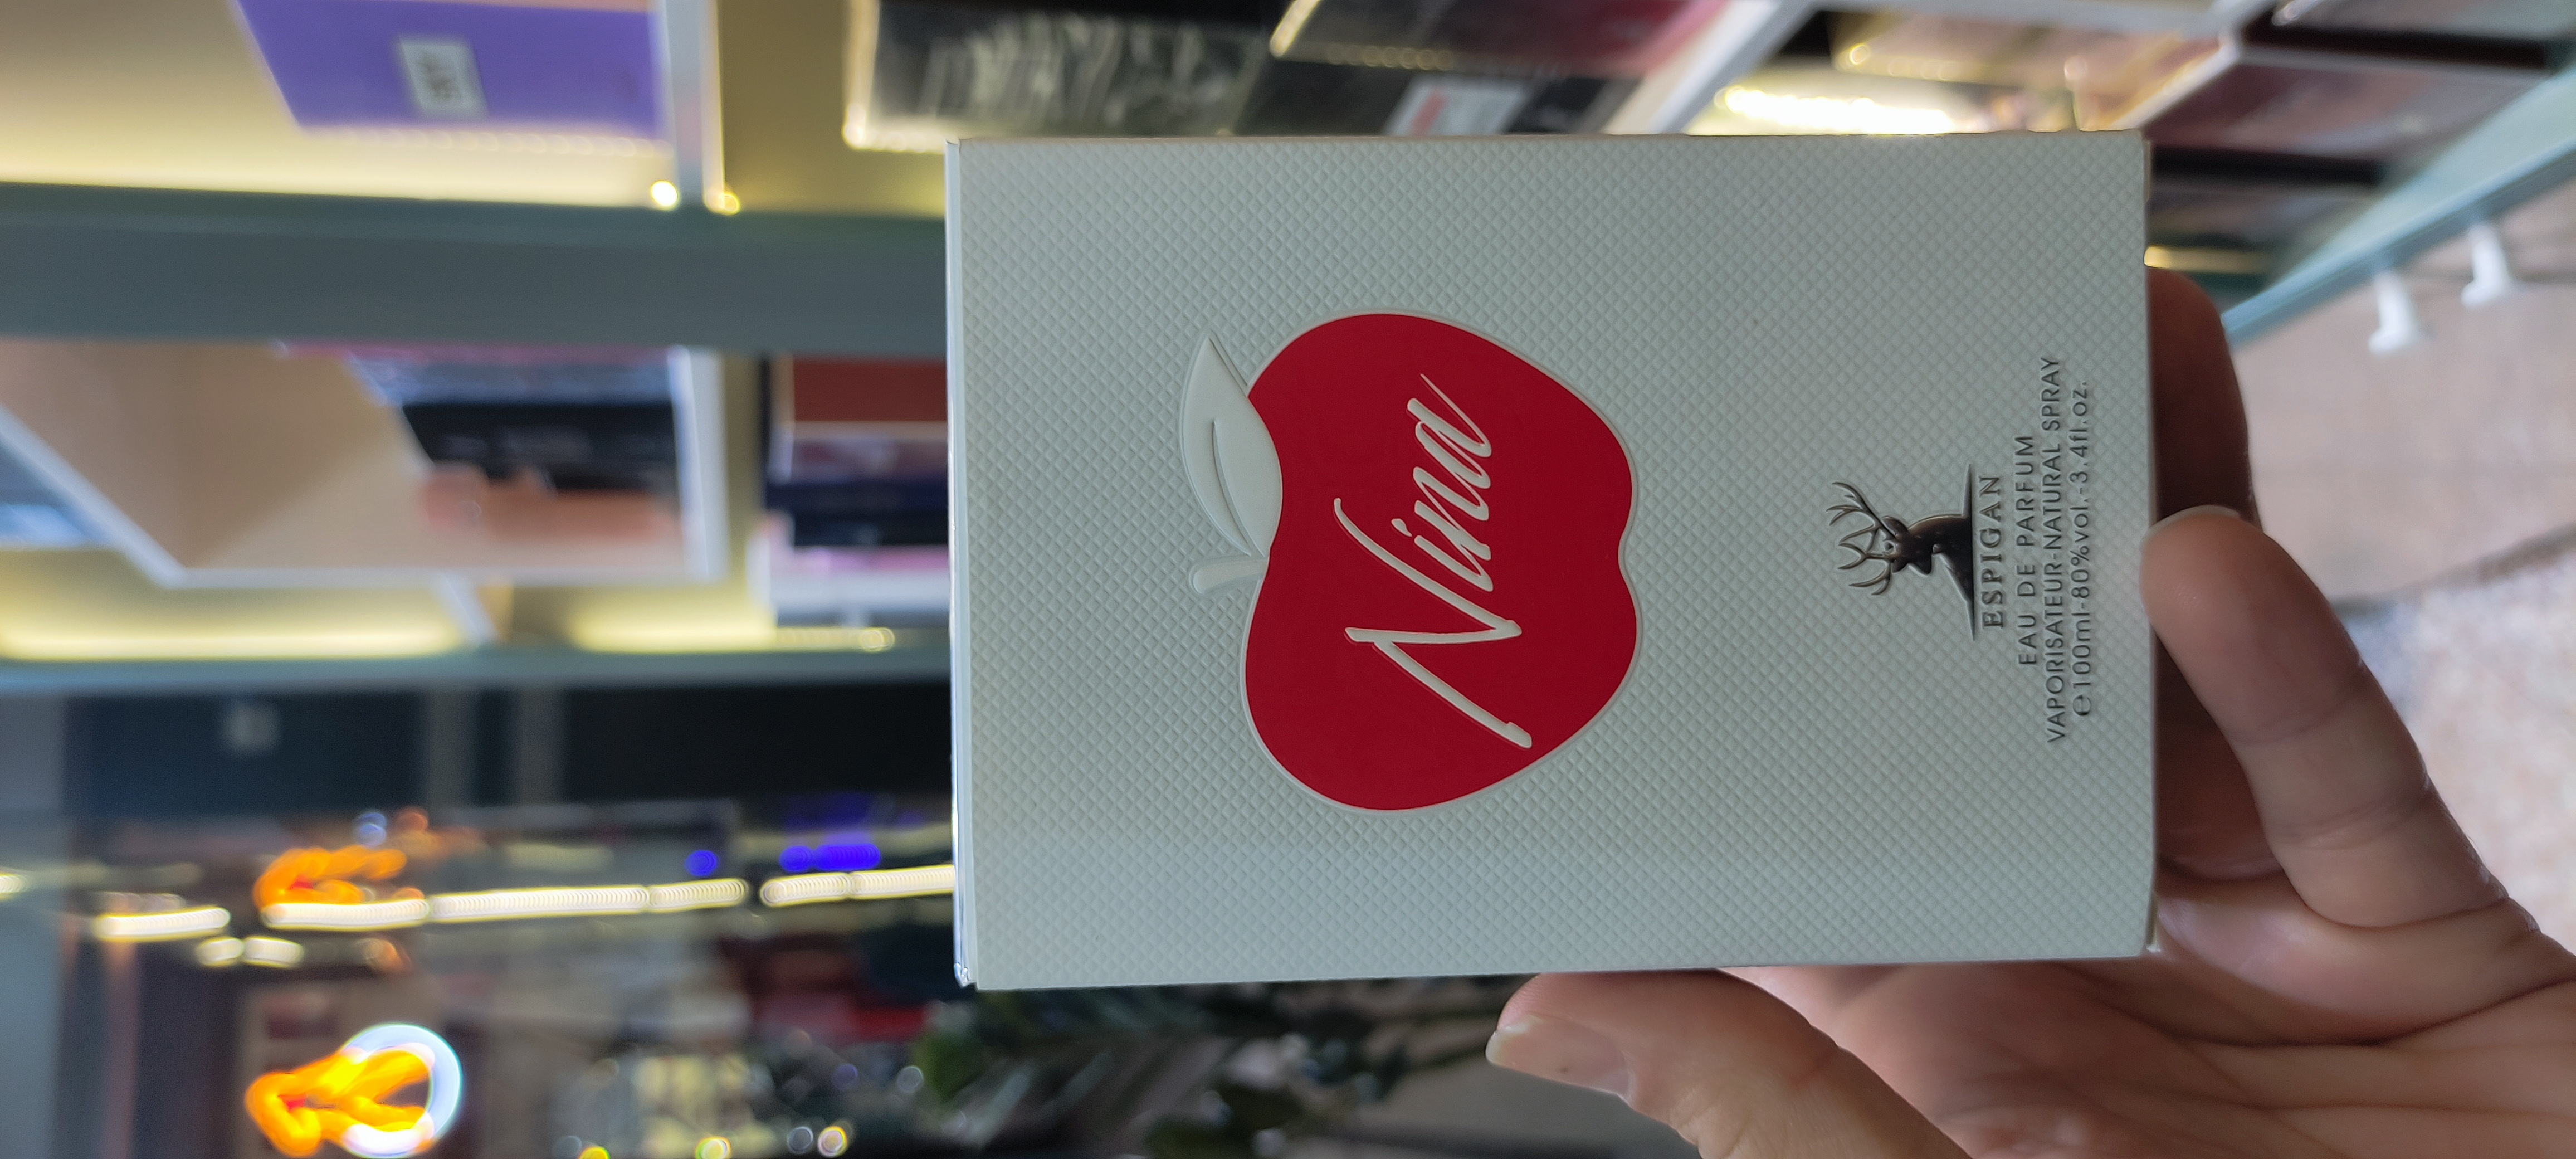 Nina
ESPIGAN
EAU DE PARFUM
VAPORISATEUR-NATURAL SPRAY
℮100ml-80%vol.-3.4fl.oz.